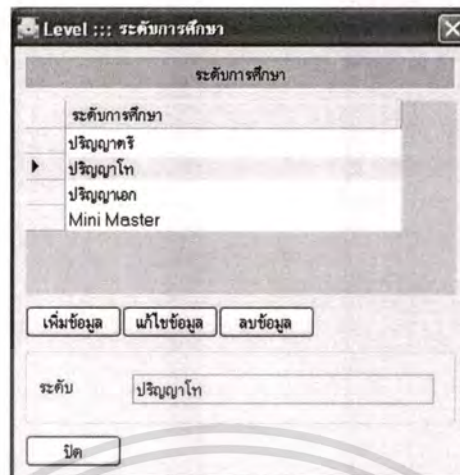 Level ::: ระดับการศึกษา
ระดับการศึกษา
ระดับการศึกษา
ปริญญาตรี
ปริญญาโท
ปริญญาเอก
Mini Master
เพิ่มข้อมูล แก้ไขข้อมูล ลบข้อมูล
ระดับ ปริญญาโท
ปิด